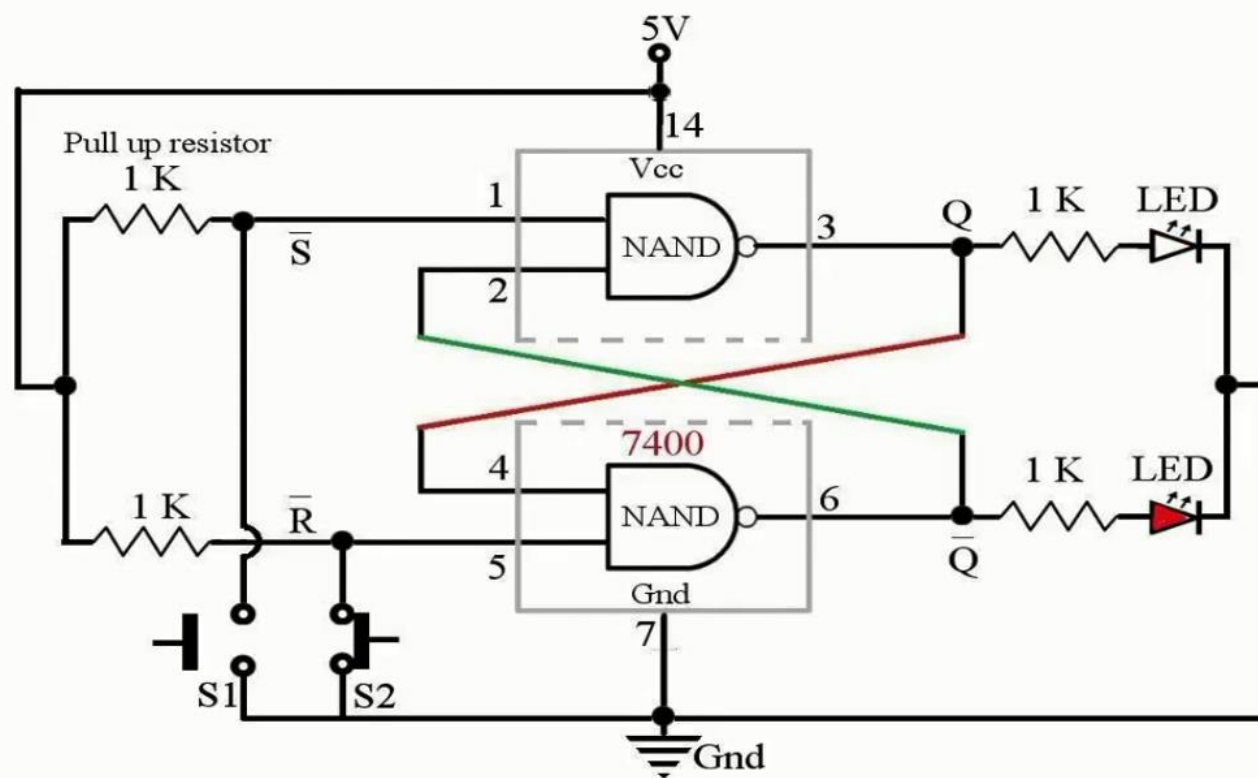 5V
14
Pull up resistor
1 K
Vcc
1
S̅
NAND
3
Q
1 K
LED
2
7400
1 K
R̅
4
NAND
6
Q̅
1 K
LED
5
Gnd
7
S1
S2
Gnd